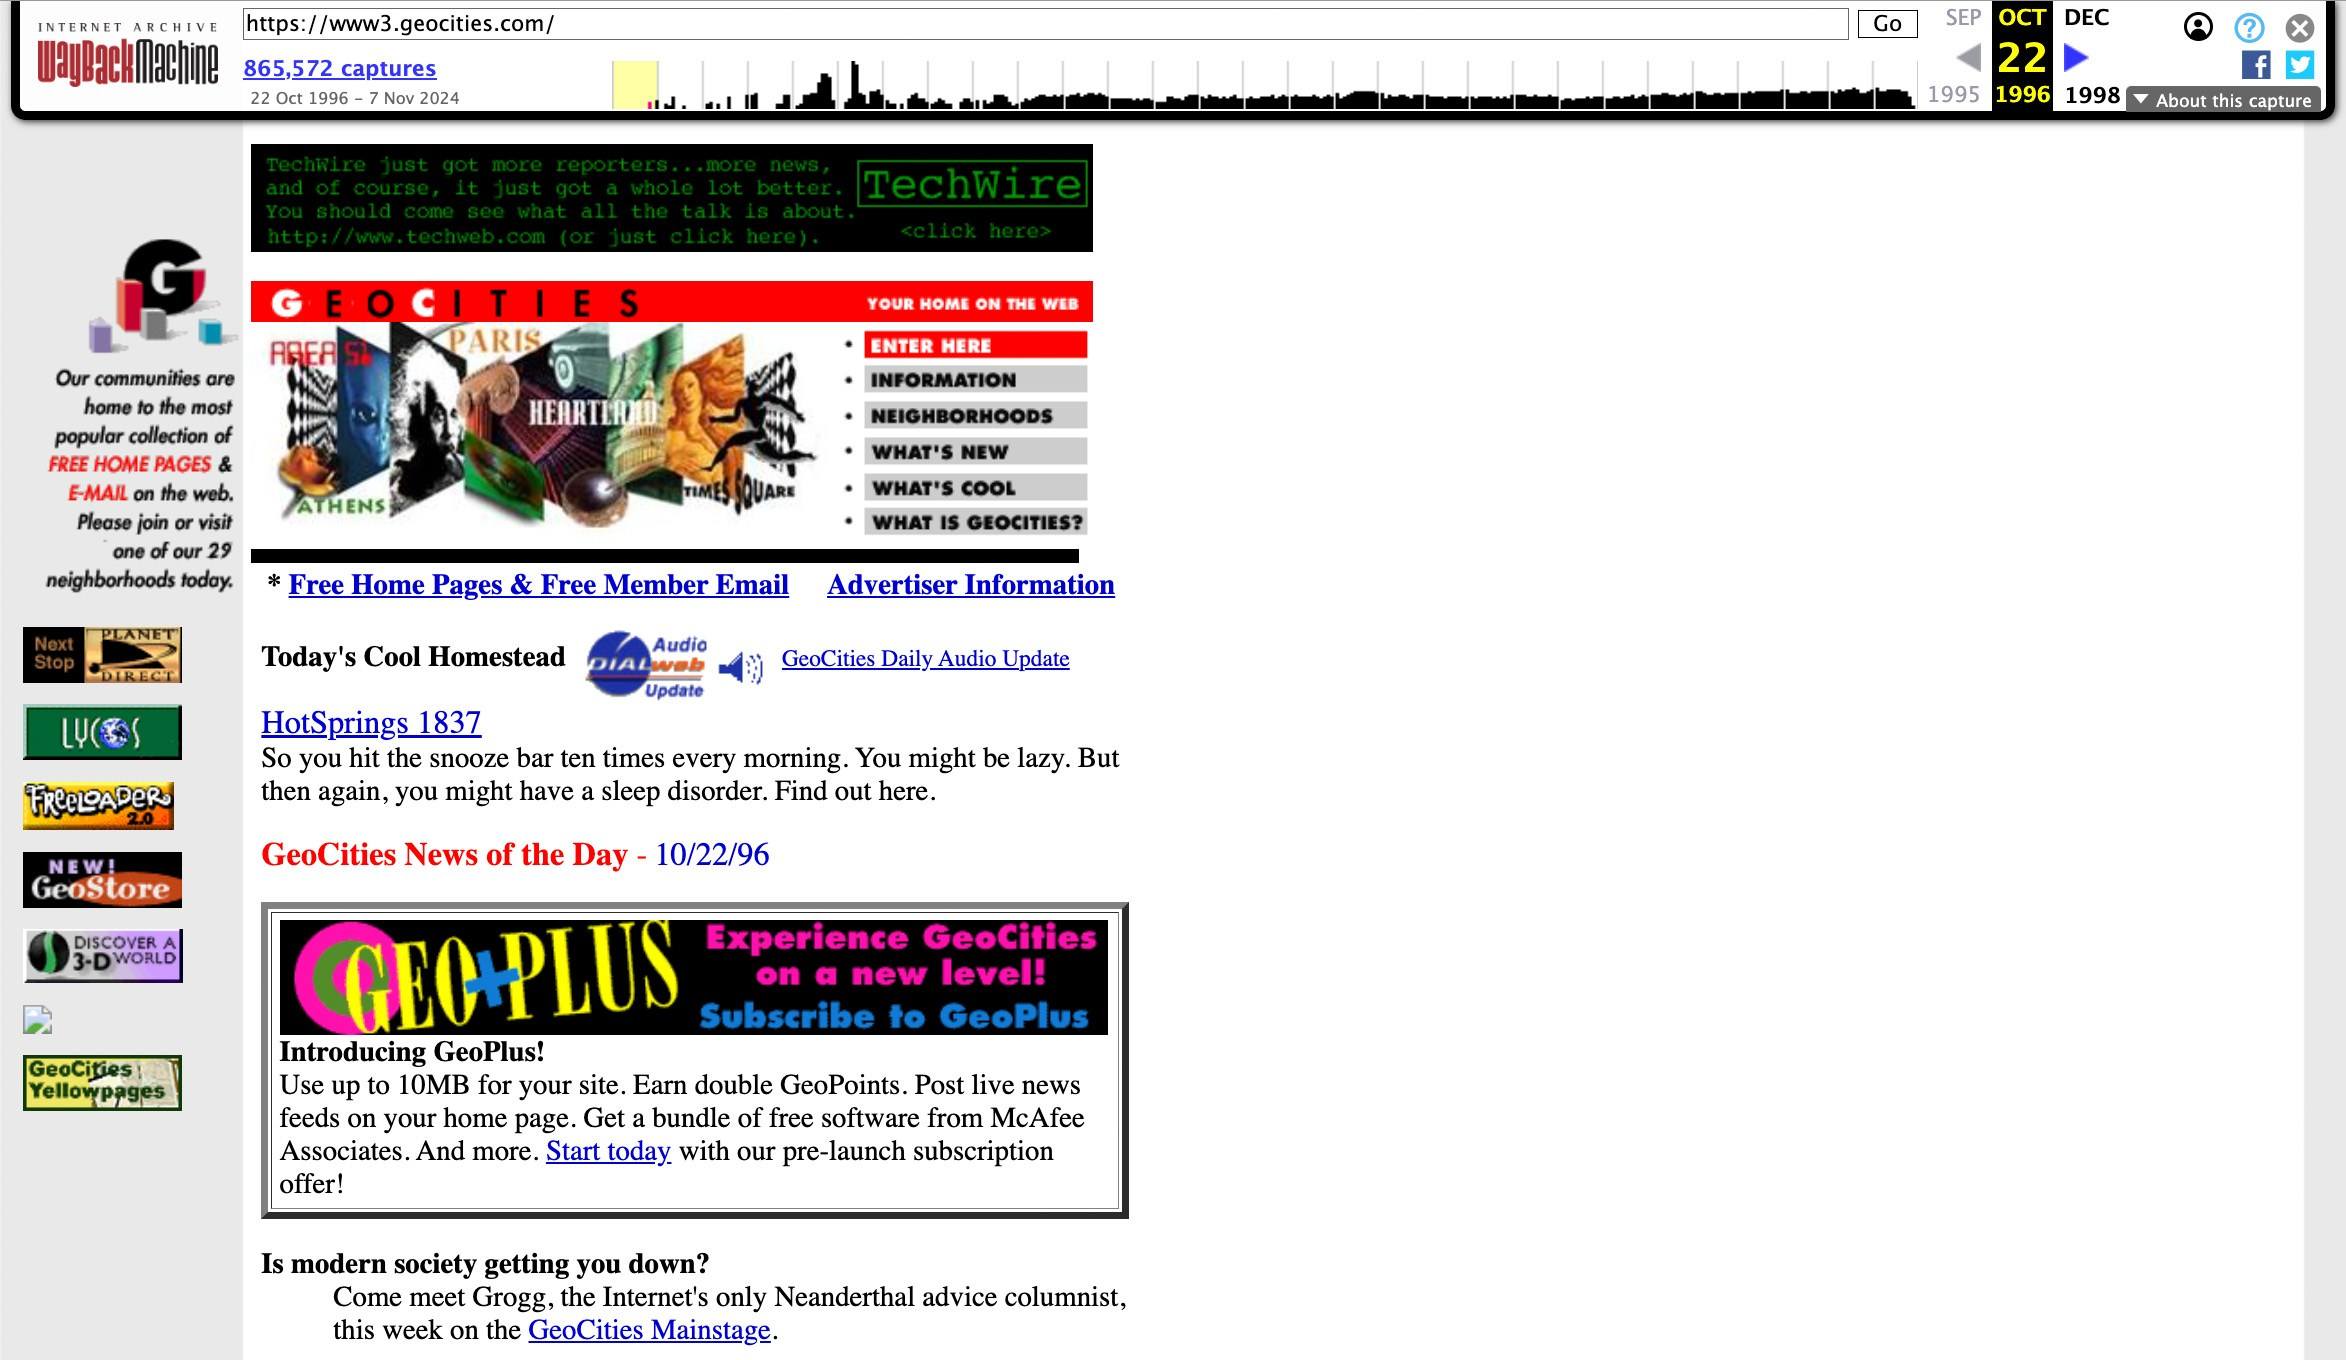 INTERNET ARCHIVE
WayBackMachine
https://www3.geocities.com/
Go
865,572 captures
22 Oct 1996 – 7 Nov 2024
SEP OCT DEC
22
1995 1996 1998
About this capture
TechWire just got more reporters...more news,
and of course, it just got a whole lot better.
You should come see what all the talk is about.
http://www.techweb.com (or just click here).
TechWire
<click here>
G
Our communities are
home to the most
popular collection of
FREE HOME PAGES &
E-MAIL on the web.
Please join or visit
one of our 29
neighborhoods today.
Next Stop PLANET DIRECT
LYCOS
FREELOADER 2.0
NEW! GeoStore
DISCOVER A 3-D WORLD
GeoCities Yellowpages
GEOCITIES YOUR HOME ON THE WEB
AREA 51
PARIS
HEARTLAND
ATHENS
TIMES SQUARE
• ENTER HERE
• INFORMATION
• NEIGHBORHOODS
• WHAT'S NEW
• WHAT'S COOL
• WHAT IS GEOCITIES?
* Free Home Pages & Free Member Email Advertiser Information
Today's Cool Homestead Audio DIALweb Update GeoCities Daily Audio Update
HotSprings 1837
So you hit the snooze bar ten times every morning. You might be lazy. But
then again, you might have a sleep disorder. Find out here.
GeoCities News of the Day - 10/22/96
GEO+PLUS
Experience GeoCities
on a new level!
Subscribe to GeoPlus
Introducing GeoPlus!
Use up to 10MB for your site. Earn double GeoPoints. Post live news
feeds on your home page. Get a bundle of free software from McAfee
Associates. And more. Start today with our pre-launch subscription
offer!
Is modern society getting you down?
Come meet Grogg, the Internet's only Neanderthal advice columnist,
this week on the GeoCities Mainstage.